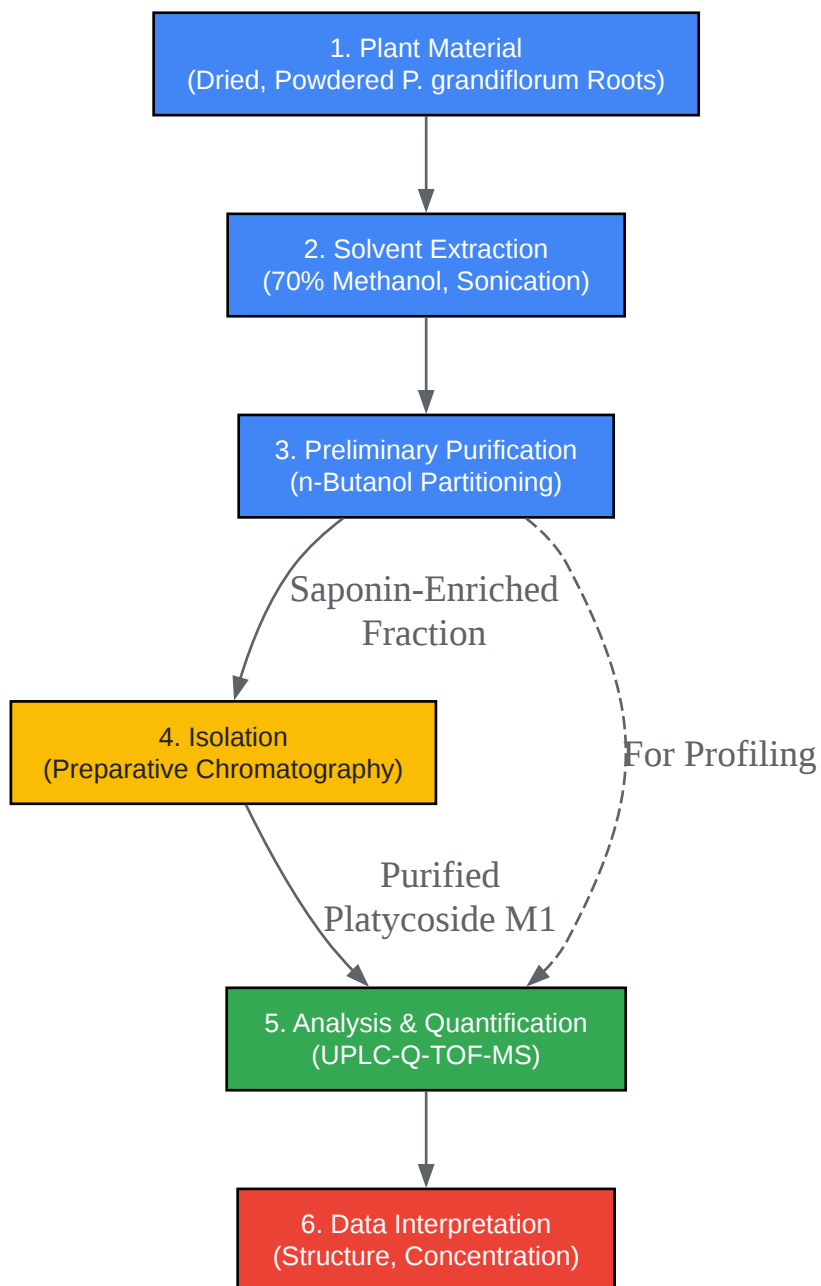 1. Plant Material
(Dried, Powdered P. grandiflorum Roots)
2. Solvent Extraction
(70% Methanol, Sonication)
3. Preliminary Purification
(n-Butanol Partitioning)
Saponin-Enriched
Fraction
4. Isolation
(Preparative Chromatography)
For Profiling
Purified
Platycoside M1
5. Analysis & Quantification
(UPLC-Q-TOF-MS)
6. Data Interpretation
(Structure, Concentration)